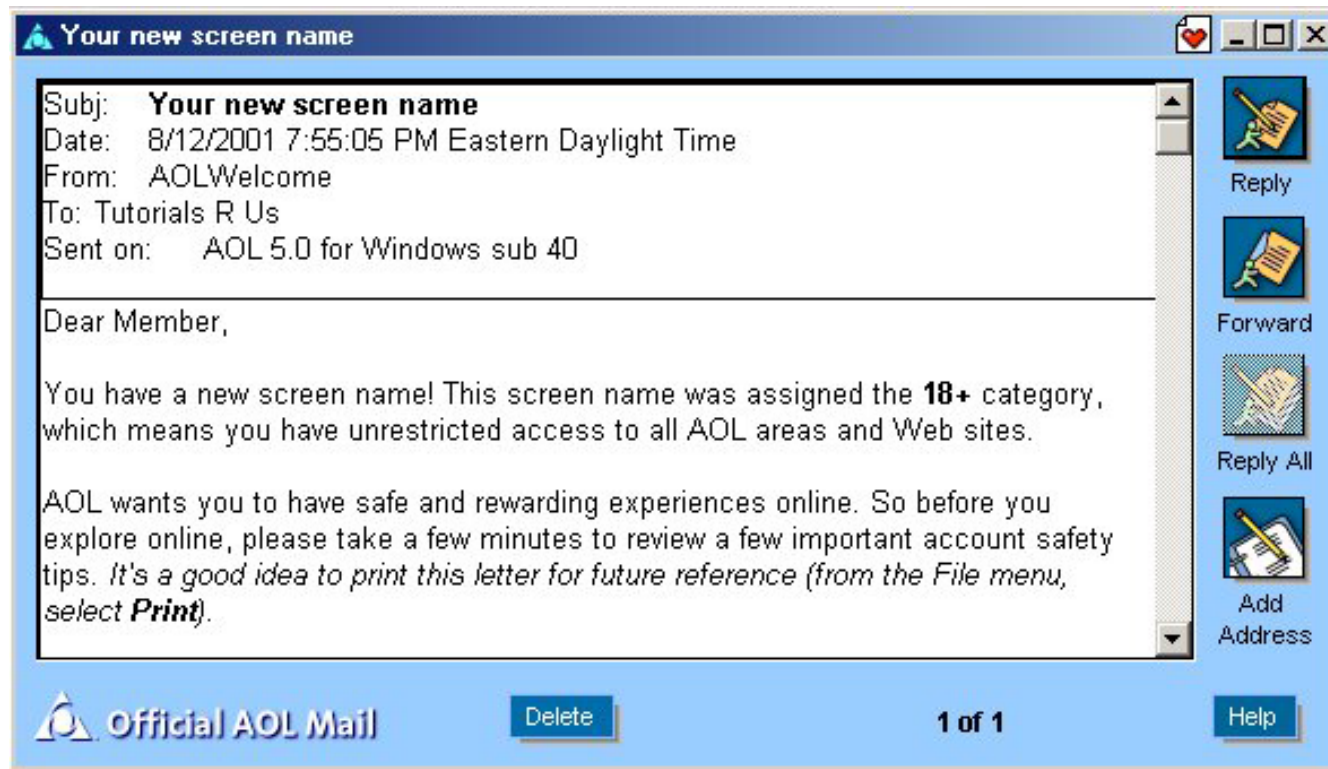 Your new screen name
Subj: Your new screen name
Date: 8/12/2001 7:55:05 PM Eastern Daylight Time
From: AOLWelcome
To: Tutorials R Us
Sent on: AOL 5.0 for Windows sub 40
Dear Member,
You have a new screen name! This screen name was assigned the 18+ category,
which means you have unrestricted access to all AOL areas and Web sites.
AOL wants you to have safe and rewarding experiences online. So before you
explore online, please take a few minutes to review a few important account safety
tips. It's a good idea to print this letter for future reference (from the File menu,
select Print).
Reply
Forward
Reply All
Add
Address
Official AOL Mail
Delete
1 of 1
Help